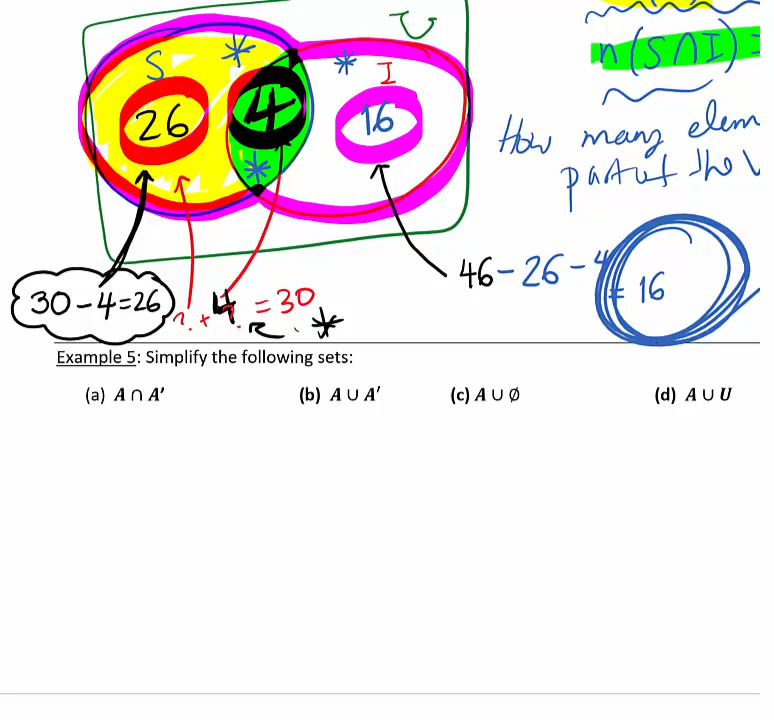 U
S
I
n(S∩I) =
26
4
16
How many elem
part of the
46 - 26 - 4
= 16
30 - 4 = 26
? + 4 = 30
Example 5: Simplify the following sets:
(a) A ∩ A′ (b) A ∪ A′ (c) A ∪ ∅ (d) A ∪ U